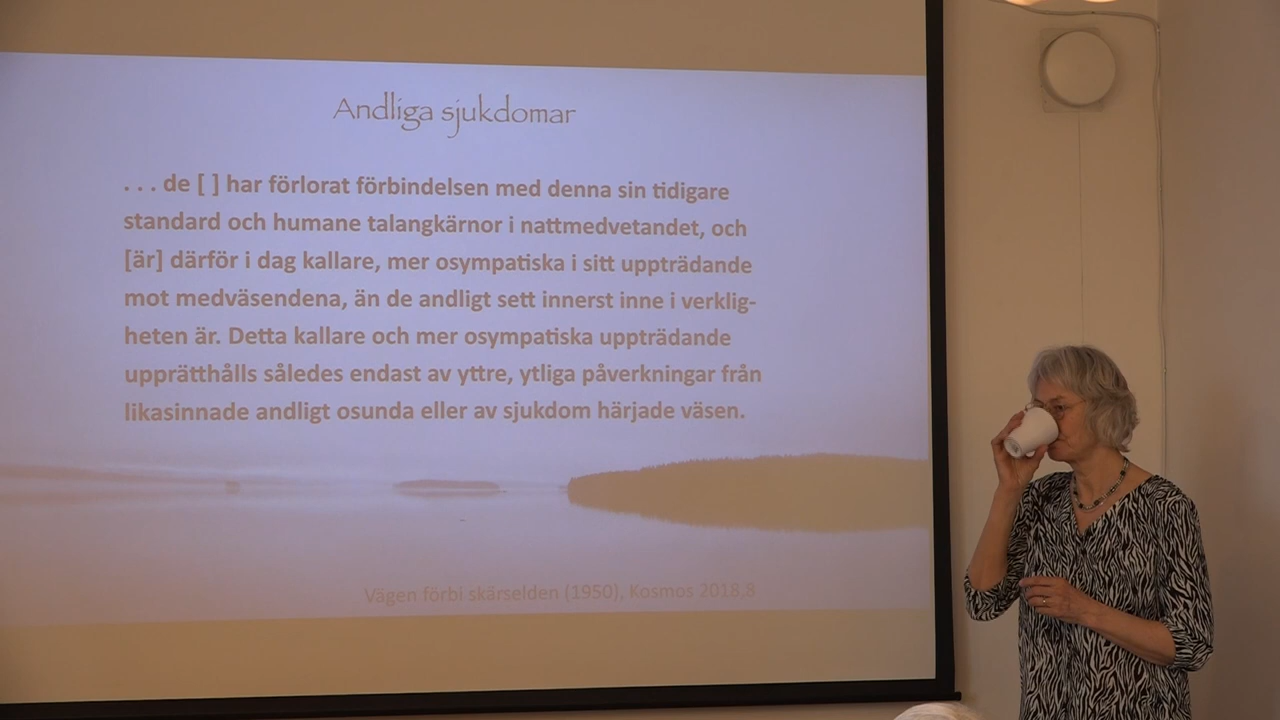 Andliga sjukdomar
. . . de [ ] har förlorat förbindelsen med denna sin tidigare
standard och humane talangkärnor i nattmedvetandet, och
[är] därför i dag kallare, mer osympatiska i sitt uppträdande
mot medväsendena, än de andligt sett innerst inne i verklig-
heten är. Detta kallare och mer osympatiska uppträdande
upprätthålls således endast av yttre, ytliga påverkningar från
likasinnade andligt osunda eller av sjukdom härjade väsen.
Vägen förbi skärselden (1950), Kosmos 2018,8